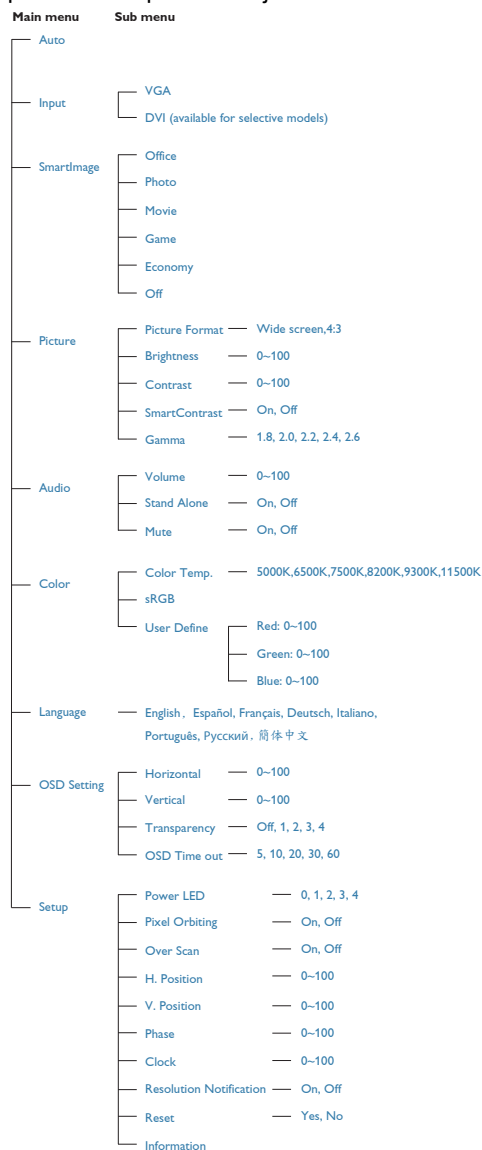 Main menu Sub menu
Auto
Input
VGA
DVI (available for selective models)
SmartImage
Office
Photo
Movie
Game
Economy
Off
Picture
Picture Format Wide screen,4:3
Brightness 0~100
Contrast 0~100
SmartContrast On, Off
Gamma 1.8, 2.0, 2.2, 2.4, 2.6
Audio
Volume 0~100
Stand Alone On, Off
Mute On, Off
Color
Color Temp. 5000K,6500K,7500K,8200K,9300K,11500K
sRGB
User Define
Red: 0~100
Green: 0~100
Blue: 0~100
Language
English, Español, Français, Deutsch, Italiano,
Português, Русский, 簡体中文
OSD Setting
Horizontal 0~100
Vertical 0~100
Transparency Off, 1, 2, 3, 4
OSD Time out 5, 10, 20, 30, 60
Setup
Power LED 0, 1, 2, 3, 4
Pixel Orbiting On, Off
Over Scan On, Off
H. Position 0~100
V. Position 0~100
Phase 0~100
Clock 0~100
Resolution Notification On, Off
Reset Yes, No
Information